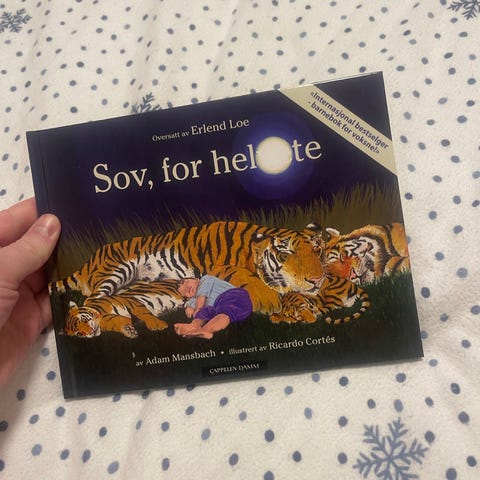 Oversatt av Erlend Loe
«Internasjonal bestselger
- barnebok for voksne!»
Sov, for hel te
av Adam Mansbach • illustrert av Ricardo Cortés
CAPPELEN DAMM